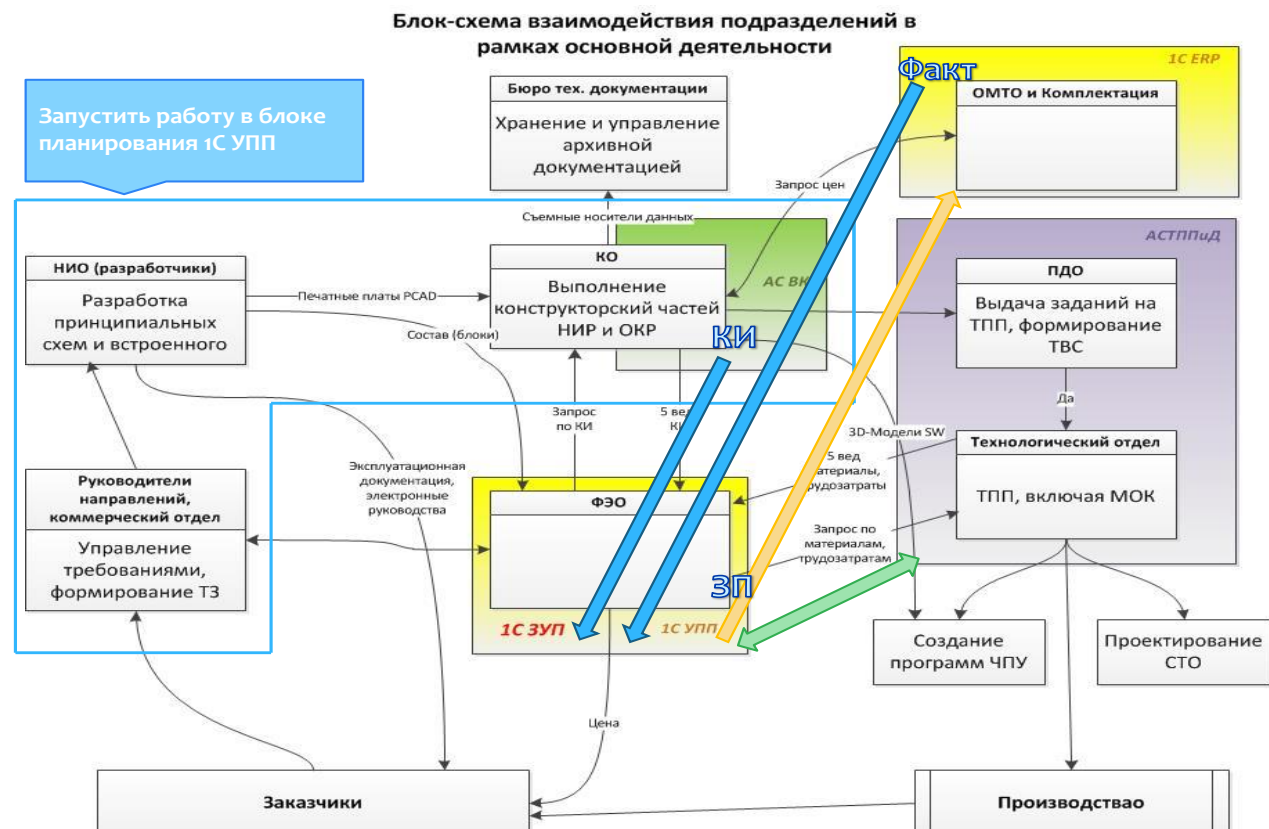 Блок-схема взаимодействия подразделений в
рамках основной деятельности
1С ERP
Факт
ОМТО и Комплектация
Запустить работу в блоке
планирования 1С УПП
Бюро тех. документации
Хранение и управление
архивной
документацией
Запрос цен
Съемные носители данных
АСТППиД
НИО (разработчики)
Разработка
принципиальных
схем и встроенного
Печатные платы PCAD
Состав (блоки)
КО
Выполнение
конструкторский частей
НИР и ОКР
АС ВК
КИ
ПДО
Выдача заданий на
ТПП, формирование
ТВС
Да
Запрос
по КИ
5 вед
КИ
3D-Модели SW
Технологический отдел
ТПП, включая МОК
5 вед
материалы,
трудозатраты
Эксплуатационная
документация,
электронные
руководства
Руководители
направлений,
коммерческий отдел
Управление
требованиями,
формирование ТЗ
ФЭО
Запрос по
материалам,
трудозатратам
ЗП
1С ЗУП
1С УПП
Создание
программ ЧПУ
Проектирование
СТО
Цена
Заказчики
Производствао